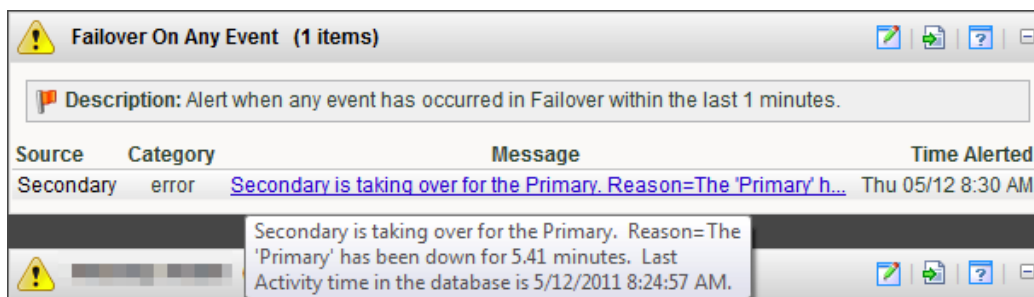 Failover On Any Event (1 items)
Description: Alert when any event has occurred in Failover within the last 1 minutes.
Source Category Message Time Alerted
Secondary error Secondary is taking over for the Primary. Reason=The 'Primary' h... Thu 05/12 8:30 AM
Secondary is taking over for the Primary. Reason=The
'Primary' has been down for 5.41 minutes. Last
Activity time in the database is 5/12/2011 8:24:57 AM.